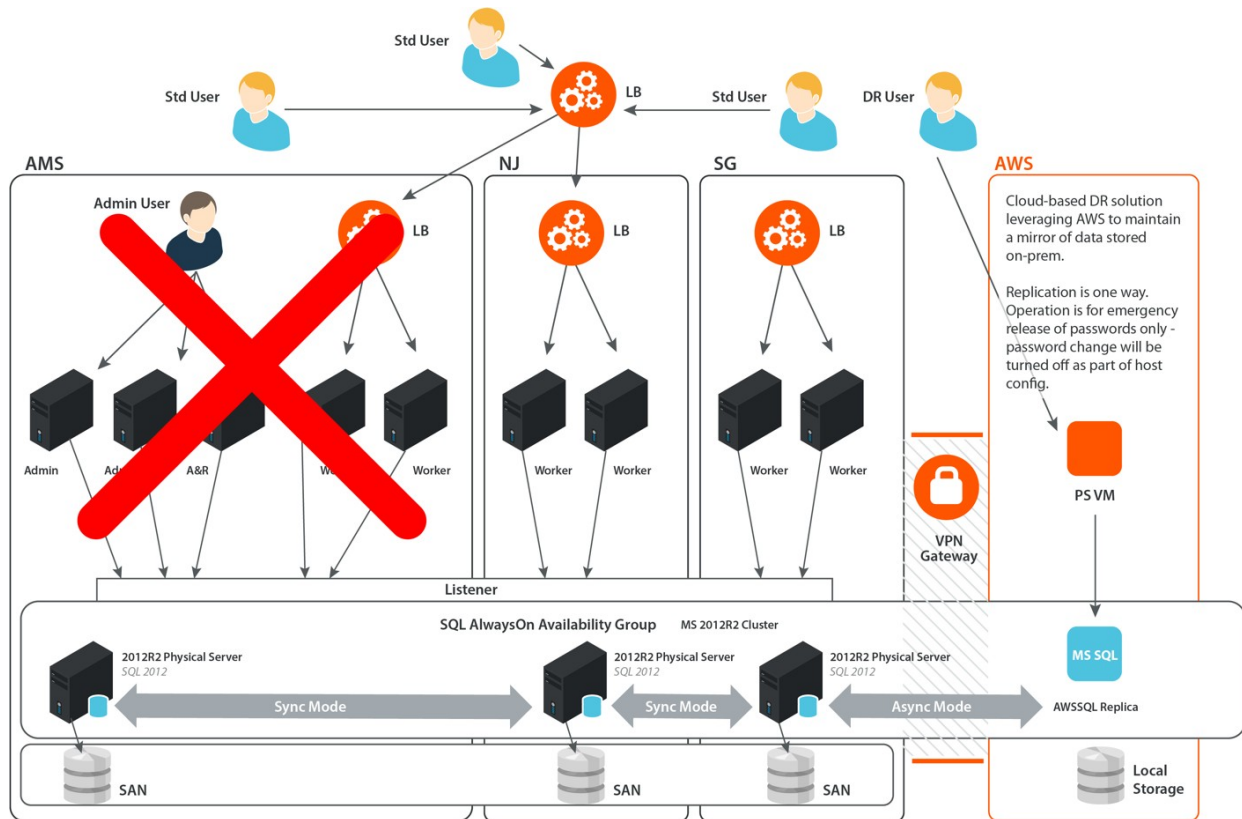 Std User
Std User
LB
Std User
DR User
AMS
NJ
SG
AWS
Admin User
LB
LB
LB
Cloud-based DR solution
leveraging AWS to maintain
a mirror of data stored
on-prem.
Replication is one way.
Operation is for emergency
release of passwords only -
password change will be
turned off as part of host
config.
Admin
A&R
Worker
Worker
Worker
Worker
Worker
PS VM
VPN
Gateway
Listener
SQL AlwaysOn Availability Group
MS 2012R2 Cluster
2012R2 Physical Server
SQL 2012
2012R2 Physical Server
SQL 2012
2012R2 Physical Server
SQL 2012
MS SQL
Sync Mode
Sync Mode
Async Mode
AWSSQL Replica
SAN
SAN
SAN
Local
Storage